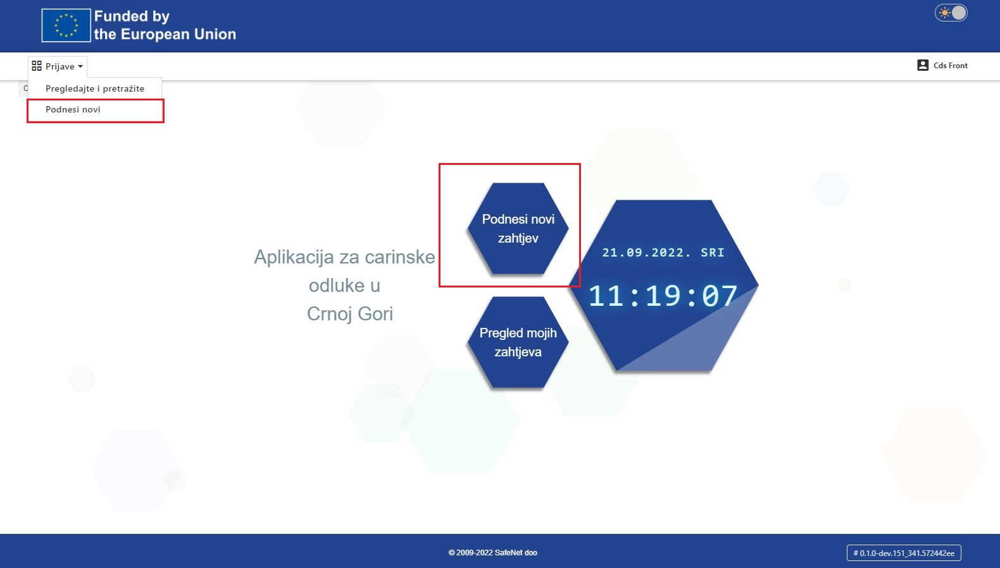 Funded by
the European Union
Prijave
Cds Front
Pregledajte i pretražite
Podnesi novi
Aplikacija za carinske
odluke u
Crnoj Gori
Podnesi novi
zahtjev
Pregled mojih
zahtjeva
21.09.2022. SRI
11:19:07
© 2009-2022 SafeNet doo
# 0.1.0-dev.151_341.572442ee